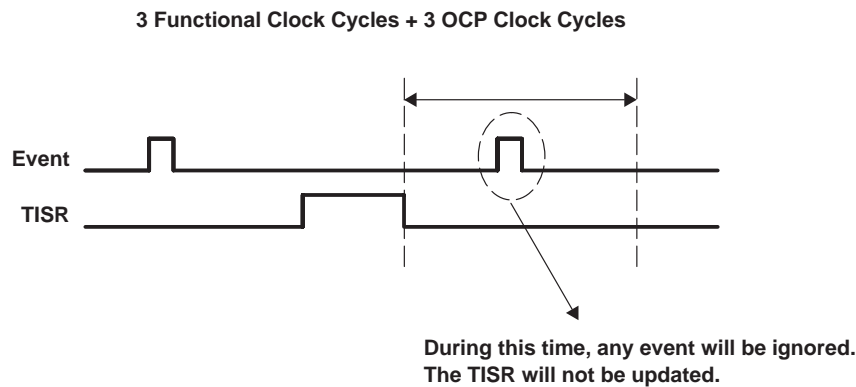 3 Functional Clock Cycles + 3 OCP Clock Cycles
Event
TISR
During this time, any event will be ignored.
The TISR will not be updated.